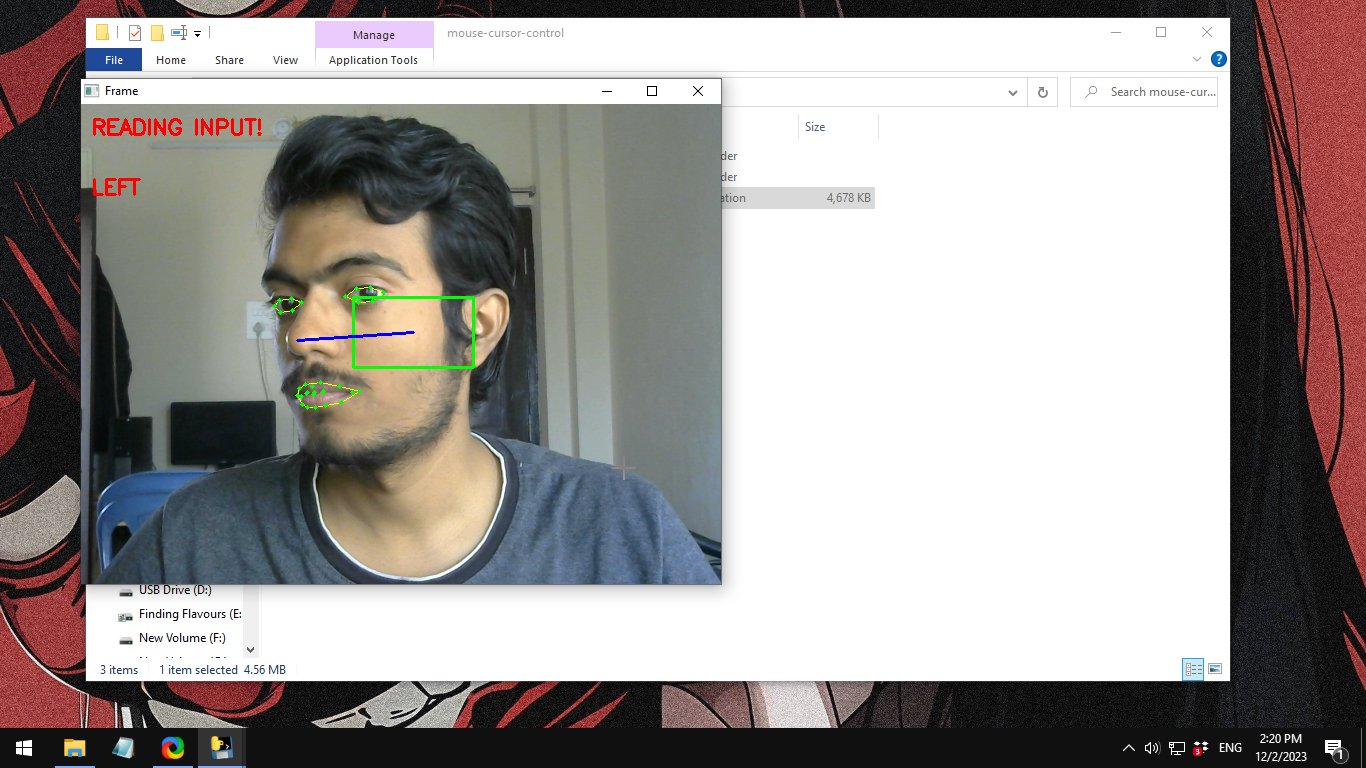 Manage
mouse-cursor-control
File
Home
Share
View
Application Tools
Frame
Search mouse-cur...
READING INPUT!
LEFT
Size
der
der
ation
4,678 KB
USB Drive (D:)
Finding Flavours (E:
New Volume (F:)
3 items
1 item selected 4.56 MB
ENG
2:20 PM
12/2/2023
3
1